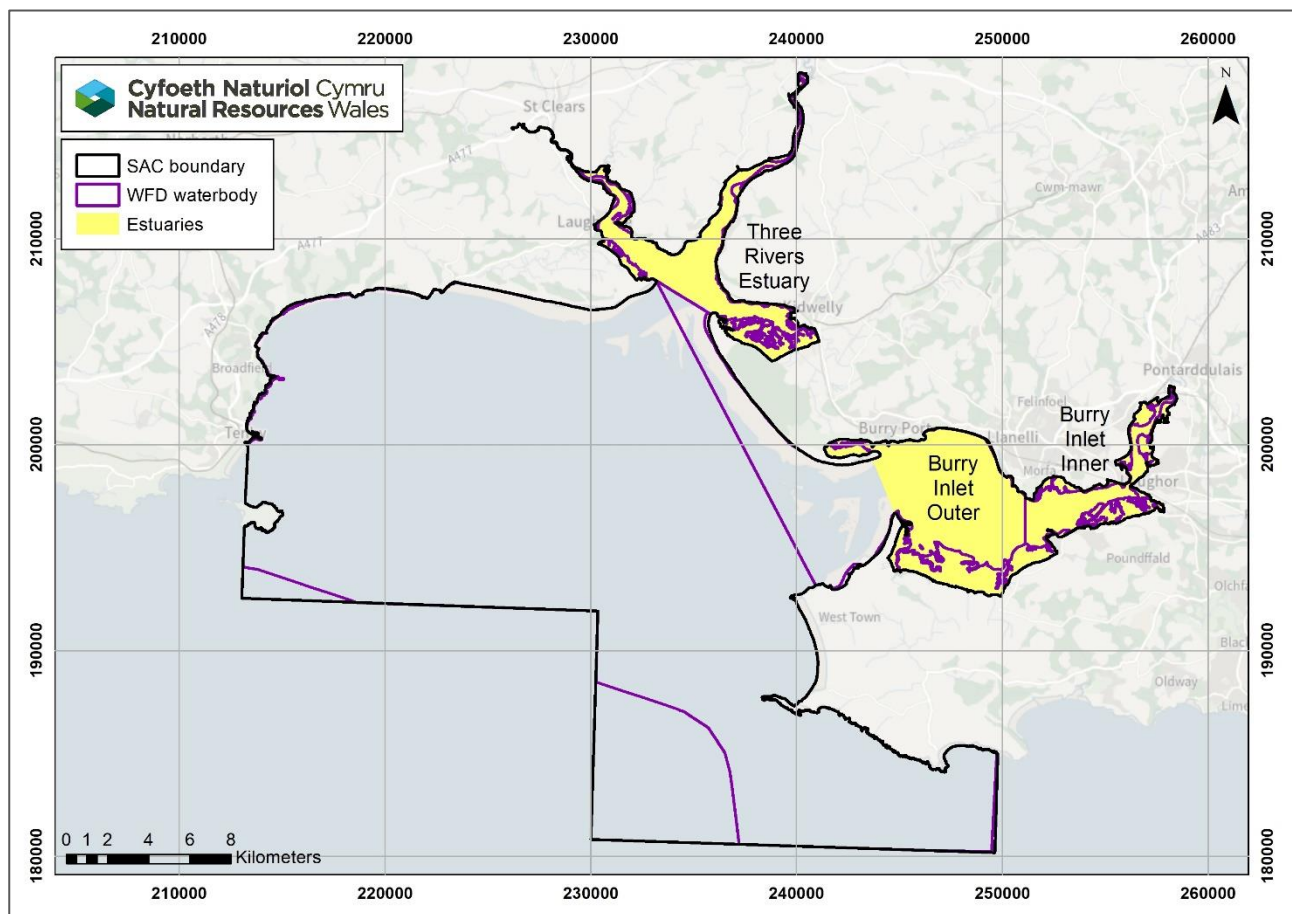 210000 220000 230000 240000 250000 260000
Cyfoeth Naturiol Cymru
Natural Resources Wales
N
SAC boundary
WFD waterbody
Estuaries
St Clears
A477
A477
A478
Cwm-mawr
A483
210000
210000
Three
Rivers
Estuary
Kidwelly
Broadfield
Pontarddulais
Felinfoel
Burry Port
Llanelli
Burry
Inlet
Inner
200000
200000
Morfa
Burry
Inlet
Outer
Poundffald
West Town
190000
190000
Oldway
0 1 2 4 6 8
Kilometers
180000
180000
210000 220000 230000 240000 250000 260000